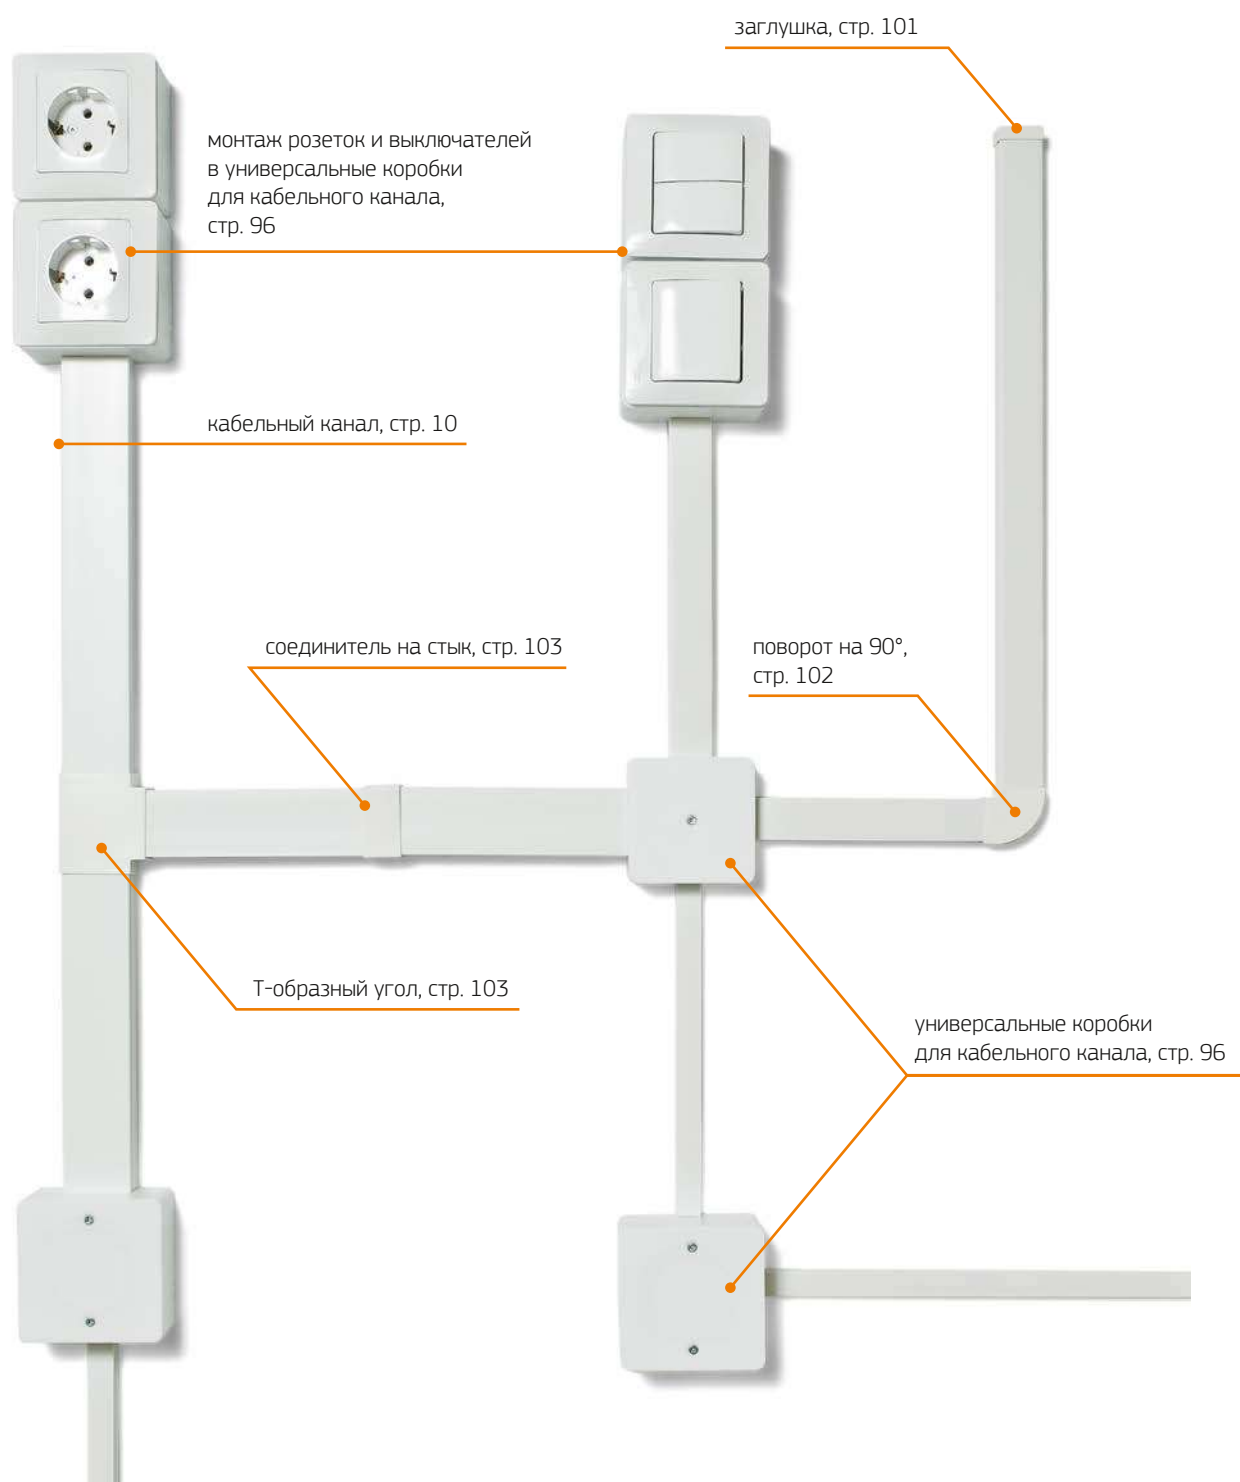 заглушка, стр. 101
монтаж розеток и выключателей
в универсальные коробки
для кабельного канала,
стр. 96
кабельный канал, стр. 10
соединитель на стык, стр. 103
поворот на 90°,
стр. 102
Т-образный угол, стр. 103
универсальные коробки
для кабельного канала, стр. 96